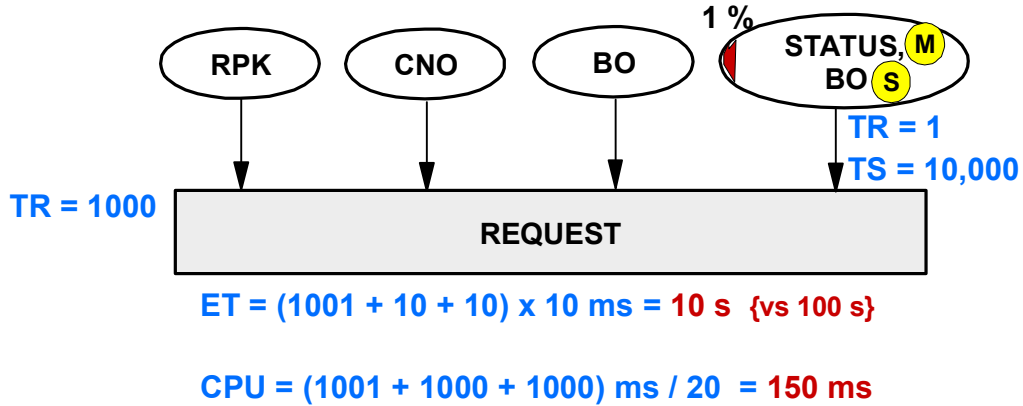 1 %
RPK
CNO
BO
STATUS, M
BO S
TR = 1
TS = 10,000
TR = 1000
REQUEST
ET = (1001 + 10 + 10) x 10 ms = 10 s {vs 100 s}
CPU = (1001 + 1000 + 1000) ms / 20 = 150 ms